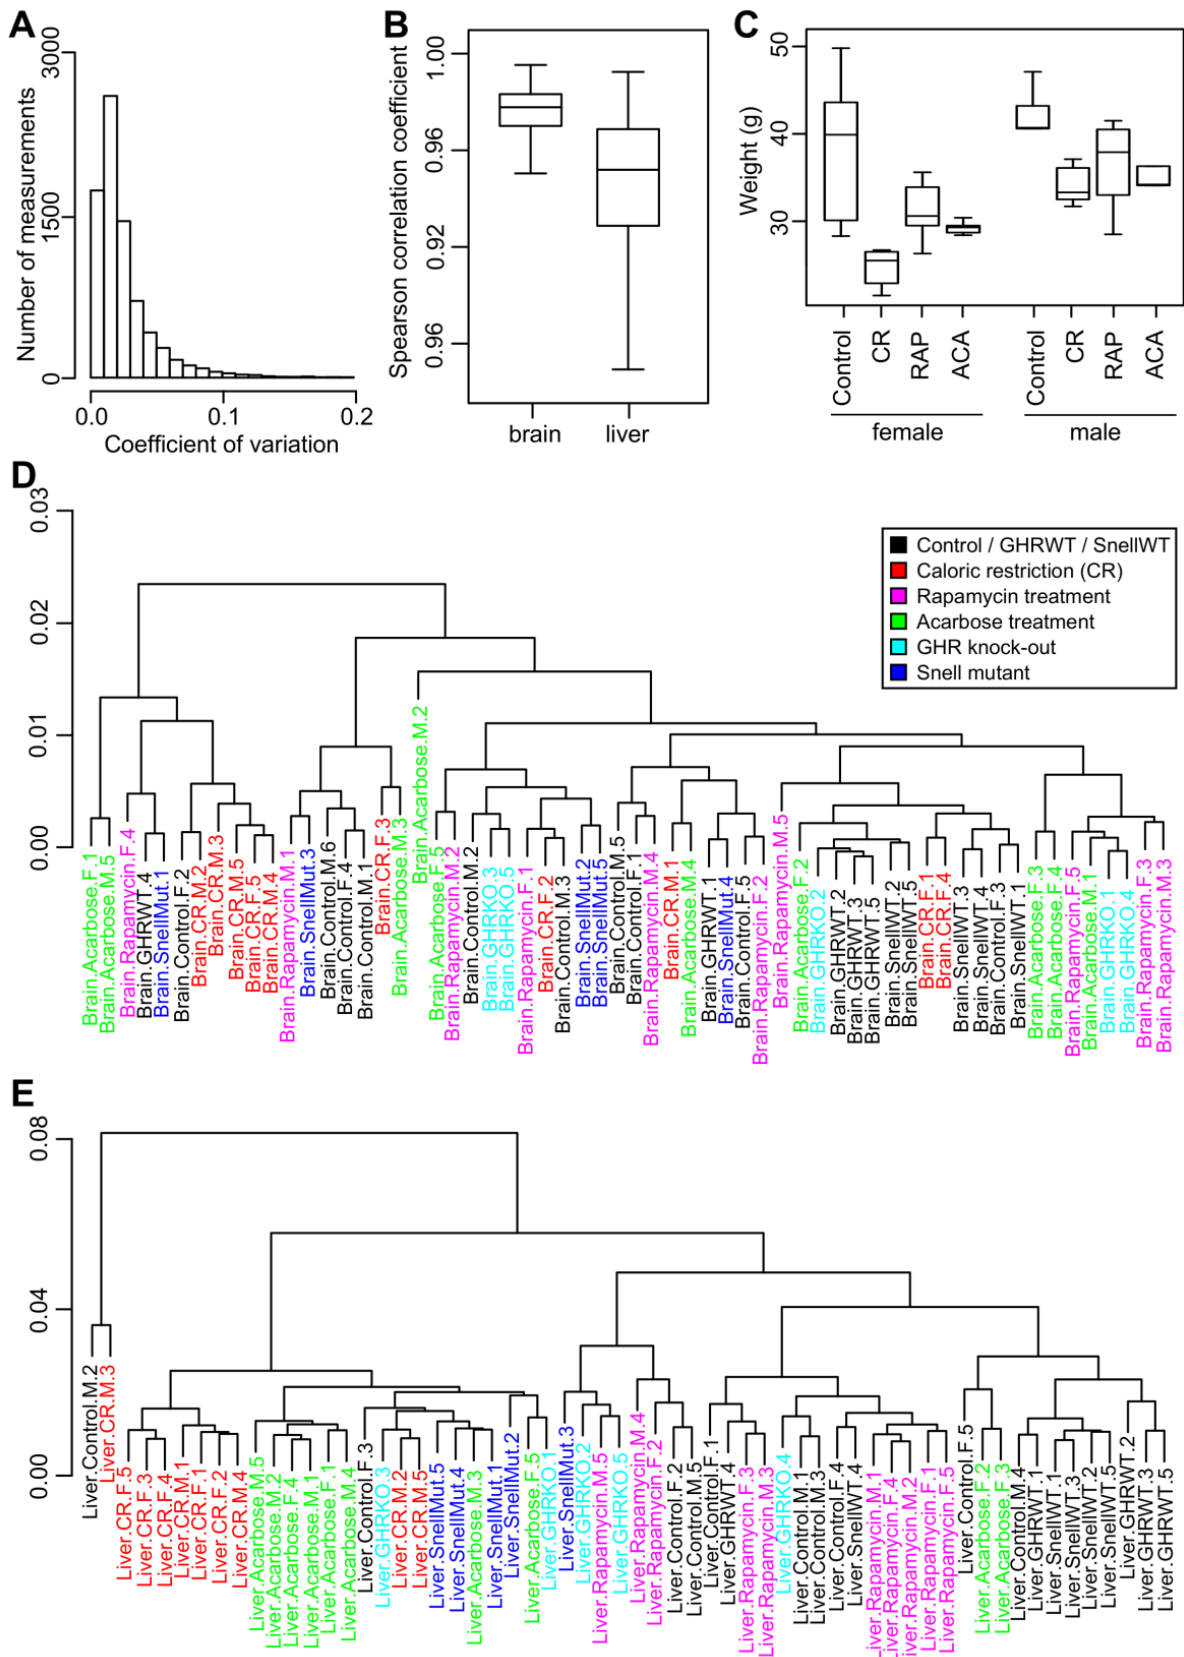 A
Number of measurements
3000
1500
0
0.0
0.1
0.2
Coefficient of variation
B
Spearson correlation coefficient
1.00
0.96
0.92
0.96
brain
liver
C
Weight (g)
50
40
30
Control
CR
RAP
ACA
Control
CR
RAP
ACA
female
male
D
0.03
0.02
0.01
0.00
Control / GHRWT / SnellWT
Caloric restriction (CR)
Rapamycin treatment
Acarbose treatment
GHR knock-out
Snell mutant
Brain.Acarbose.F.1
Brain.Acarbose.M.5
Brain.Rapamycin.F.4
Brain.GHRWT.4
Brain.SnellMut.1
Brain.Control.F.2
Brain.CR.M.2
Brain.CR.M.3
Brain.CR.M.5
Brain.CR.F.5
Brain.CR.M.4
Brain.Rapamycin.M.1
Brain.SnellMut.3
Brain.Control.M.6
Brain.Control.F.4
Brain.Control.M.1
Brain.CR.F.3
Brain.Acarbose.M.3
Brain.Acarbose.M.2
Brain.Acarbose.F.5
Brain.Rapamycin.M.2
Brain.Control.M.2
Brain.GHRKO.3
Brain.GHRKO.5
Brain.Rapamycin.F.1
Brain.CR.F.2
Brain.Control.M.3
Brain.SnellMut.2
Brain.SnellMut.5
Brain.Control.M.5
Brain.Control.F.1
Brain.Rapamycin.M.4
Brain.CR.M.1
Brain.Acarbose.M.4
Brain.GHRWT.1
Brain.SnellMut.4
Brain.Control.F.5
Brain.Rapamycin.F.2
Brain.Rapamycin.M.5
Brain.Acarbose.F.2
Brain.GHRKO.2
Brain.GHRWT.2
Brain.GHRWT.3
Brain.GHRWT.5
Brain.SnellWT.2
Brain.SnellWT.5
Brain.CR.F.1
Brain.CR.F.4
Brain.SnellWT.3
Brain.SnellWT.4
Brain.Control.F.3
Brain.SnellWT.1
Brain.Acarbose.F.3
Brain.Acarbose.F.4
Brain.Rapamycin.F.5
Brain.Acarbose.M.1
Brain.GHRKO.1
Brain.GHRKO.4
Brain.Rapamycin.F.3
Brain.Rapamycin.M.3
E
0.08
0.04
0.00
Liver.Control.M.2
Liver.CR.M.3
Liver.CR.F.5
Liver.CR.F.3
Liver.CR.F.4
Liver.CR.M.1
Liver.CR.F.1
Liver.CR.F.2
Liver.CR.M.4
Liver.Acarbose.M.5
Liver.Acarbose.M.2
Liver.Acarbose.F.4
Liver.Acarbose.M.1
Liver.Acarbose.F.1
Liver.Acarbose.M.4
Liver.Control.F.3
Liver.GHRKO.3
Liver.CR.M.2
Liver.CR.M.5
Liver.SnellMut.5
Liver.SnellMut.4
Liver.Acarbose.M.3
Liver.SnellMut.1
Liver.SnellMut.2
Liver.Acarbose.F.5
Liver.GHRKO.1
Liver.SnellMut.3
Liver.GHRKO.2
Liver.Rapamycin.M.5
Liver.GHRKO.5
Liver.Rapamycin.M.4
Liver.Rapamycin.F.2
Liver.Control.F.2
Liver.Control.M.5
Liver.Control.F.1
Liver.GHRWT.4
Liver.Rapamycin.F.3
Liver.Rapamycin.M.3
Liver.GHRKO.4
Liver.Control.M.1
Liver.Control.M.3
Liver.Control.F.4
Liver.SnellWT.4
Liver.Rapamycin.M.1
Liver.Rapamycin.F.4
Liver.Rapamycin.M.2
Liver.Rapamycin.F.1
Liver.Rapamycin.F.5
Liver.Control.F.5
Liver.Acarbose.F.2
Liver.Acarbose.F.3
Liver.Control.M.4
Liver.GHRWT.1
Liver.SnellWT.1
Liver.SnellWT.3
Liver.SnellWT.2
Liver.SnellWT.5
Liver.GHRWT.2
Liver.GHRWT.3
Liver.GHRWT.5